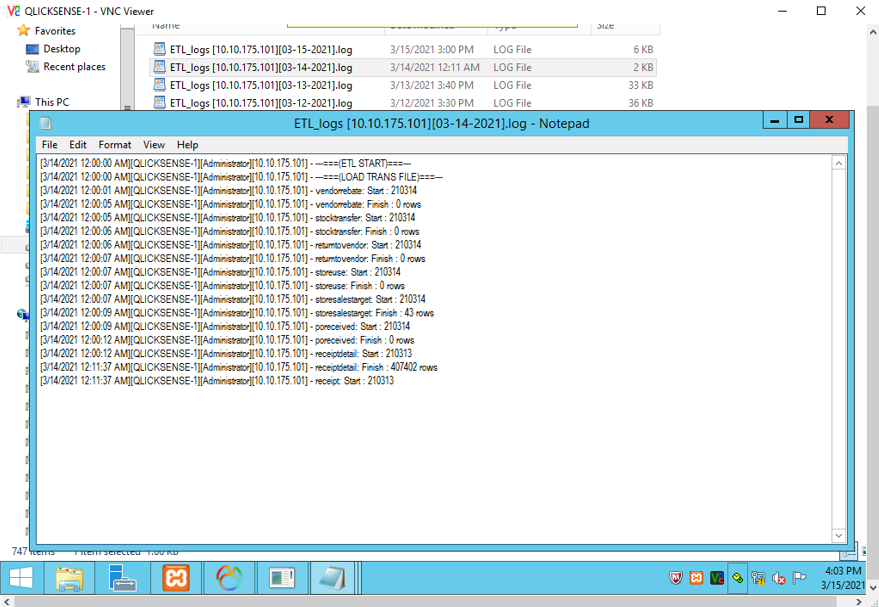 QLICKSENSE-1 - VNC Viewer
Favorites
Desktop
Recent places
This PC
Name
Date modified
Type
Size
ETL_logs [10.10.175.101][03-15-2021].log 3/15/2021 3:00 PM LOG File 6 KB
ETL_logs [10.10.175.101][03-14-2021].log 3/14/2021 12:11 AM LOG File 2 KB
ETL_logs [10.10.175.101][03-13-2021].log 3/13/2021 3:40 PM LOG File 33 KB
ETL_logs [10.10.175.101][03-12-2021].log 3/12/2021 3:30 PM LOG File 36 KB
ETL_logs [10.10.175.101][03-14-2021].log - Notepad
File Edit Format View Help
[3/14/2021 12:00:00 AM][QLICKSENSE-1][Administrator][10.10.175.101] - ---===(ETL START)===---
[3/14/2021 12:00:00 AM][QLICKSENSE-1][Administrator][10.10.175.101] - ---===(LOAD TRANS FILE)===---
[3/14/2021 12:00:01 AM][QLICKSENSE-1][Administrator][10.10.175.101] - vendorrebate: Start : 210314
[3/14/2021 12:00:05 AM][QLICKSENSE-1][Administrator][10.10.175.101] - vendorrebate: Finish : 0 rows
[3/14/2021 12:00:05 AM][QLICKSENSE-1][Administrator][10.10.175.101] - stocktransfer: Start : 210314
[3/14/2021 12:00:06 AM][QLICKSENSE-1][Administrator][10.10.175.101] - stocktransfer: Finish : 0 rows
[3/14/2021 12:00:06 AM][QLICKSENSE-1][Administrator][10.10.175.101] - returntovendor: Start : 210314
[3/14/2021 12:00:07 AM][QLICKSENSE-1][Administrator][10.10.175.101] - returntovendor: Finish : 0 rows
[3/14/2021 12:00:07 AM][QLICKSENSE-1][Administrator][10.10.175.101] - storeuse: Start : 210314
[3/14/2021 12:00:07 AM][QLICKSENSE-1][Administrator][10.10.175.101] - storeuse: Finish : 0 rows
[3/14/2021 12:00:07 AM][QLICKSENSE-1][Administrator][10.10.175.101] - storesalestarget: Start : 210314
[3/14/2021 12:00:09 AM][QLICKSENSE-1][Administrator][10.10.175.101] - storesalestarget: Finish : 43 rows
[3/14/2021 12:00:09 AM][QLICKSENSE-1][Administrator][10.10.175.101] - poreceived: Start : 210314
[3/14/2021 12:00:12 AM][QLICKSENSE-1][Administrator][10.10.175.101] - poreceived: Finish : 0 rows
[3/14/2021 12:00:12 AM][QLICKSENSE-1][Administrator][10.10.175.101] - receiptdetail: Start : 210313
[3/14/2021 12:11:37 AM][QLICKSENSE-1][Administrator][10.10.175.101] - receiptdetail: Finish : 407402 rows
[3/14/2021 12:11:37 AM][QLICKSENSE-1][Administrator][10.10.175.101] - receipt: Start : 210313
747 items 1 item selected 1.00 KB
4:03 PM
3/15/2021